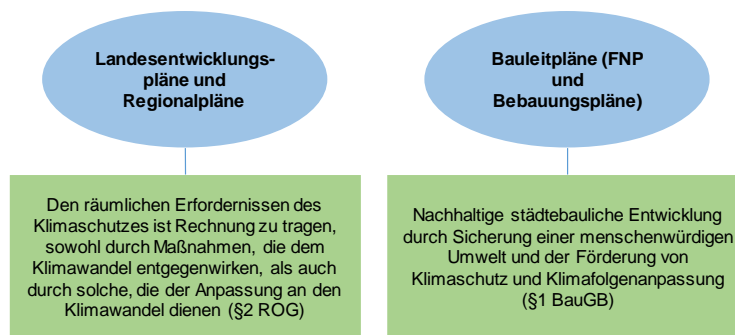 Landesentwicklungs-
pläne und
Regionalpläne
Den räumlichen Erfordernissen des
Klimaschutzes ist Rechnung zu tragen,
sowohl durch Maßnahmen, die dem
Klimawandel entgegenwirken, als auch
durch solche, die der Anpassung an den
Klimawandel dienen (§2 ROG)
Bauleitpläne (FNP
und
Bebauungspläne)
Nachhaltige städtebauliche Entwicklung
durch Sicherung einer menschenwürdigen
Umwelt und der Förderung von
Klimaschutz und Klimafolgenanpassung
(§1 BauGB)